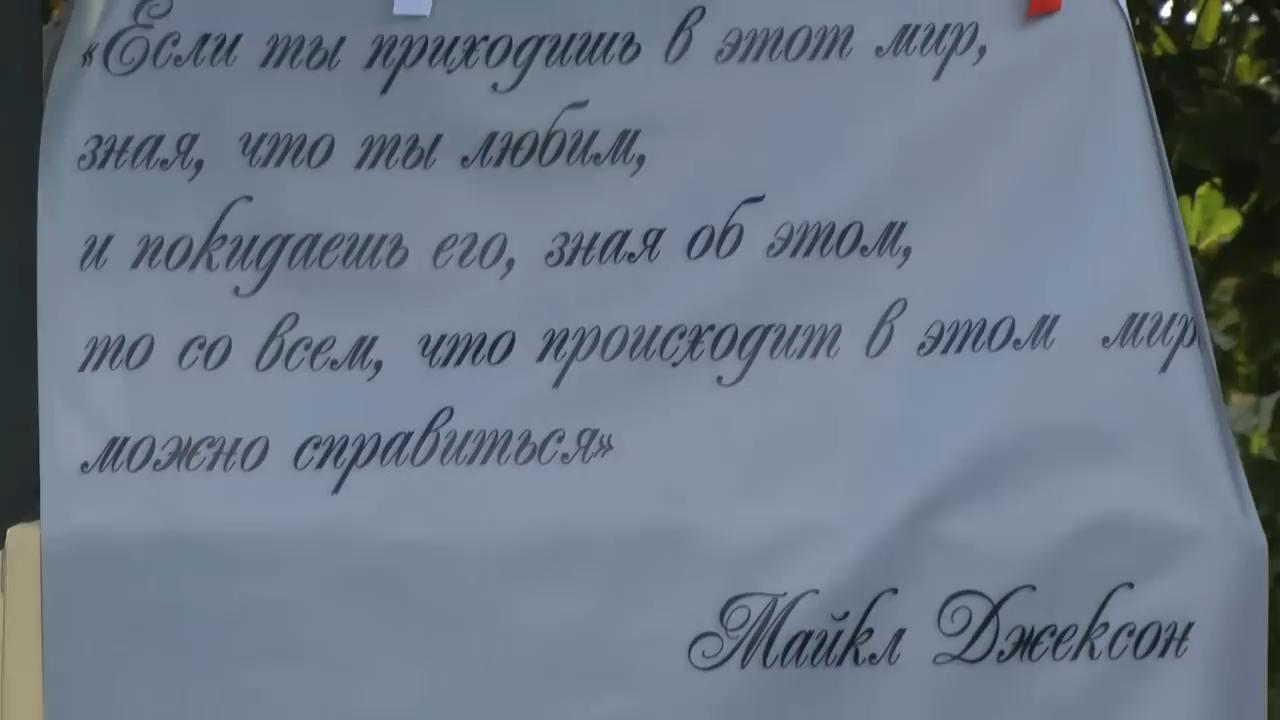 «Если ты приходишь в этот мир,
зная, что ты любим,
и покидаешь его, зная об этом,
то со всем, что происходит в этом мир
можно справиться»
Майкл Джексон